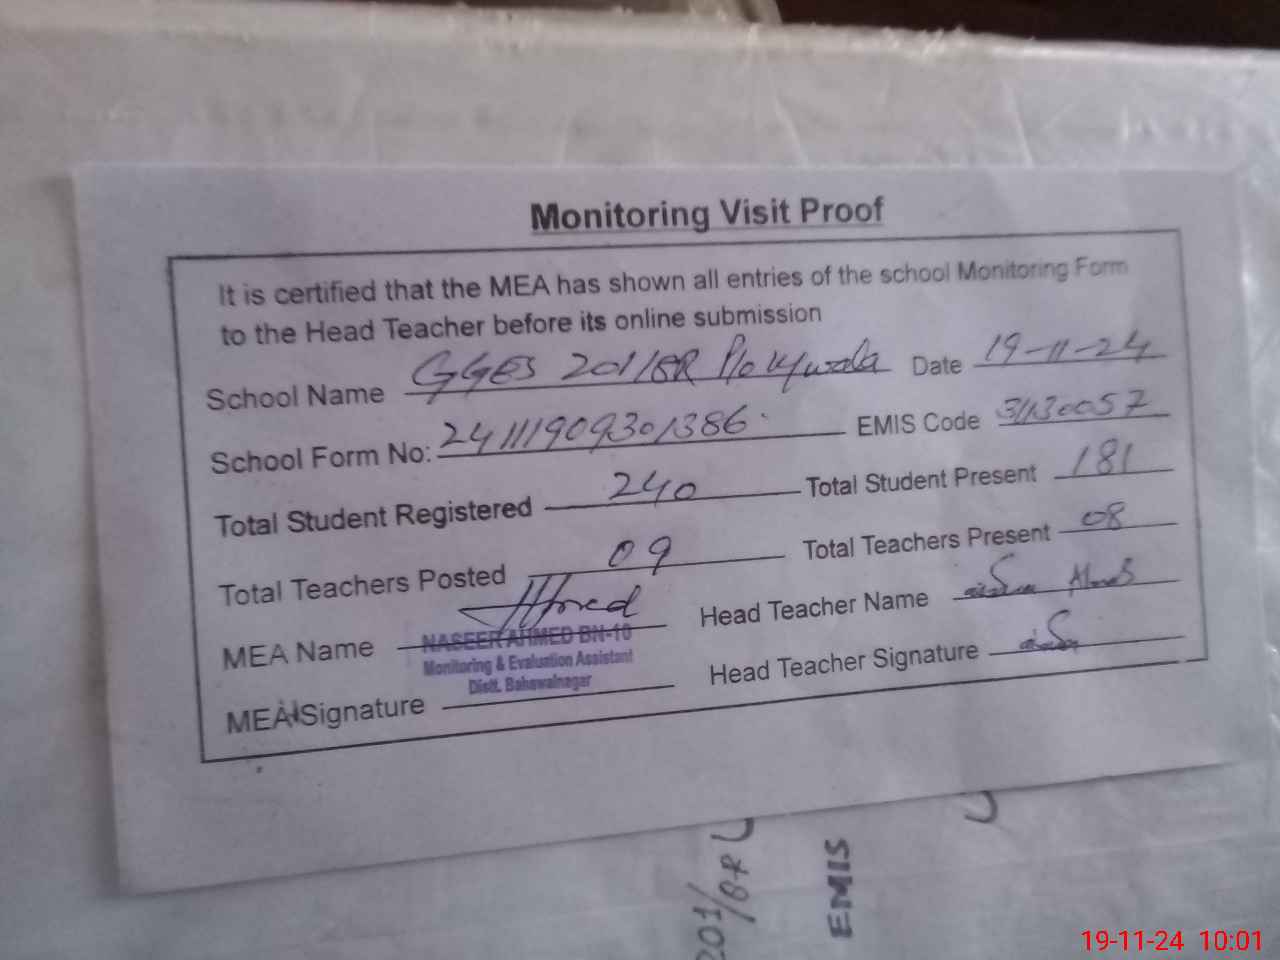 Monitoring Visit Proof
It is certified that the MEA has shown all entries of the school Monitoring Form
to the Head Teacher before its online submission
School Name GGES 201/8R Date 19-11-24
School Form No: 24111909301386 EMIS Code 31130057
Total Student Registered 240 Total Student Present 181
Total Teachers Posted 09 Total Teachers Present 08
MEA Name Head Teacher Name
NASEER AHMED BN-10
Monitoring & Evaluation Assistant
Distt. Bahawalnagar
MEA Signature Head Teacher Signature
201/8R
EMIS
19-11-24 10:01